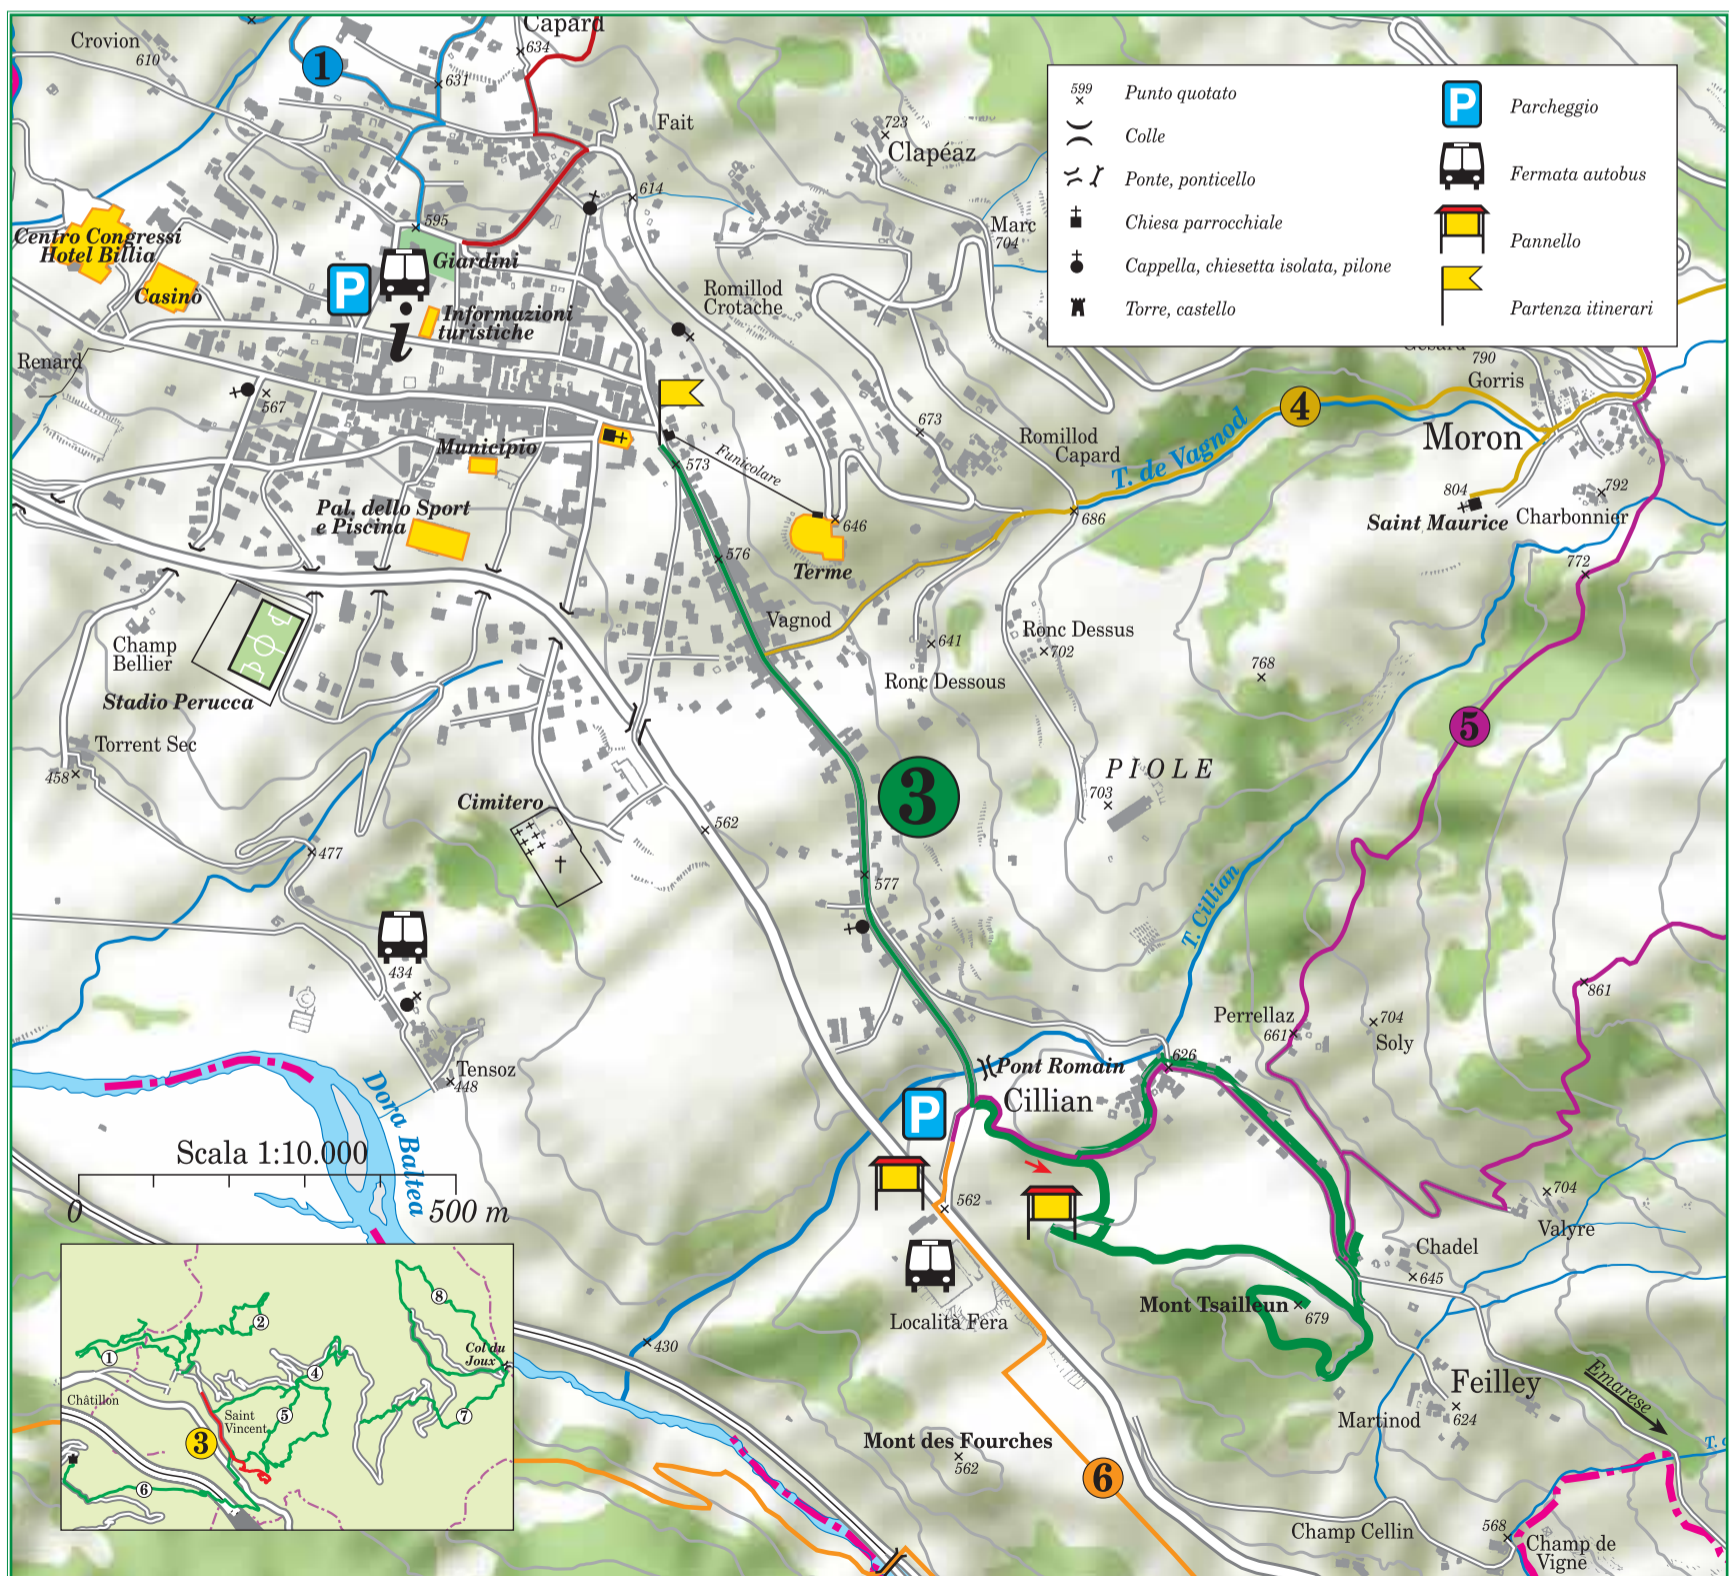 Capard
634
Crovion
610
1
631
Fait
723
Clapéaz
614
595
Marc
704
Centro Congressi
Hotel Billia
Casinò
P
Giardini
i
Informazioni
turistiche
Romillod
Crotache
Renard
567
Municipio
573
Funicolare
673
Romillod
Capard
T. de Vagnod
4
790
Gorris
Moron
804
792
Saint Maurice
Charbonnier
Pal. dello Sport
e Piscina
576
646
Terme
686
772
Vagnod
641
Ronc Dessus
702
Ronc Dessous
768
Champ
Bellier
Stadio Perucca
5
Torrent Sec
458
PIOLE
703
3
Cimitero
562
477
577
T. Cillian
434
861
Perrellaz
661
704
Soly
626
Pont Romain
Cillian
Tensoz
448
Dora Baltea
P
562
704
Valyre
Chadel
645
Mont Tsailleun
679
Località Fera
430
Feilley
624
Martinod
Emarese
Mont des Fourches
562
6
Champ Cellin
568
Champ de
Vigne
Scala 1:10.000
0
500 m
599
Punto quotato
Colle
Ponte, ponticello
Chiesa parrocchiale
Cappella, chiesetta isolata, pilone
Torre, castello
P
Parcheggio
Fermata autobus
Pannello
Partenza itinerari
8
2
1
4
Col du
Joux
Châtillon
Saint
Vincent
5
7
3
6